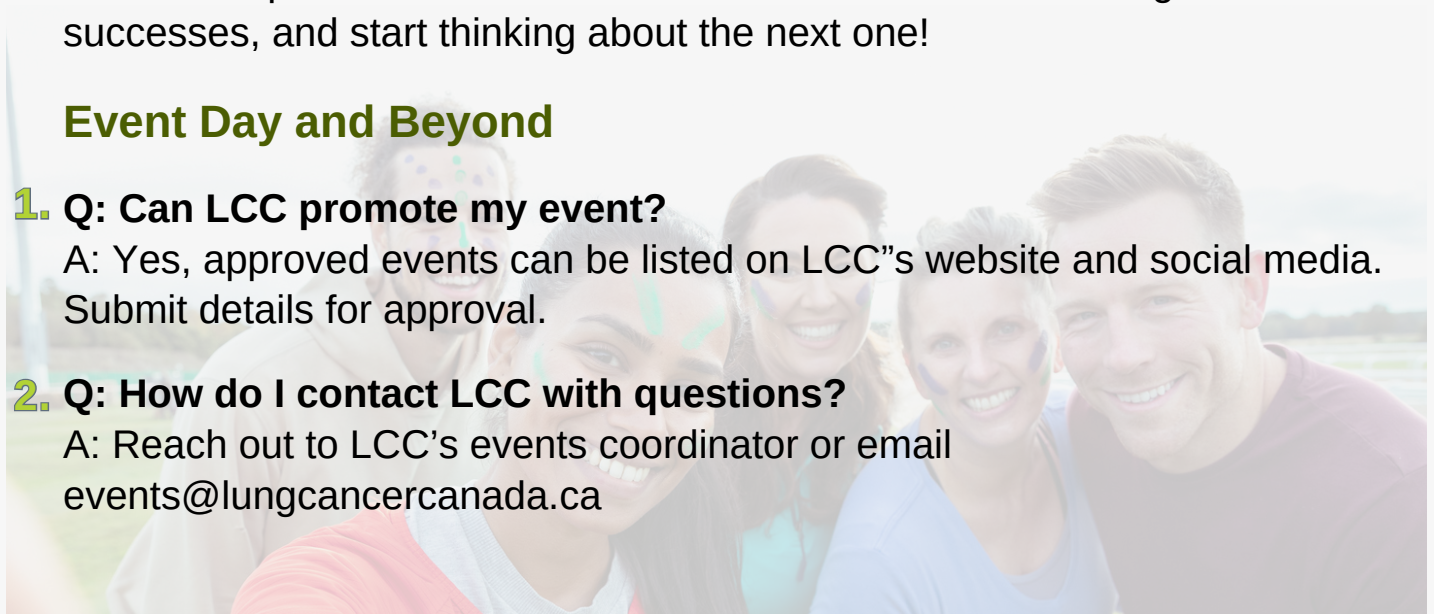 successes, and start thinking about the next one!
Event Day and Beyond
1. Q: Can LCC promote my event?
A: Yes, approved events can be listed on LCC”s website and social media.
Submit details for approval.
2. Q: How do I contact LCC with questions?
A: Reach out to LCC’s events coordinator or email
events@lungcancercanada.ca